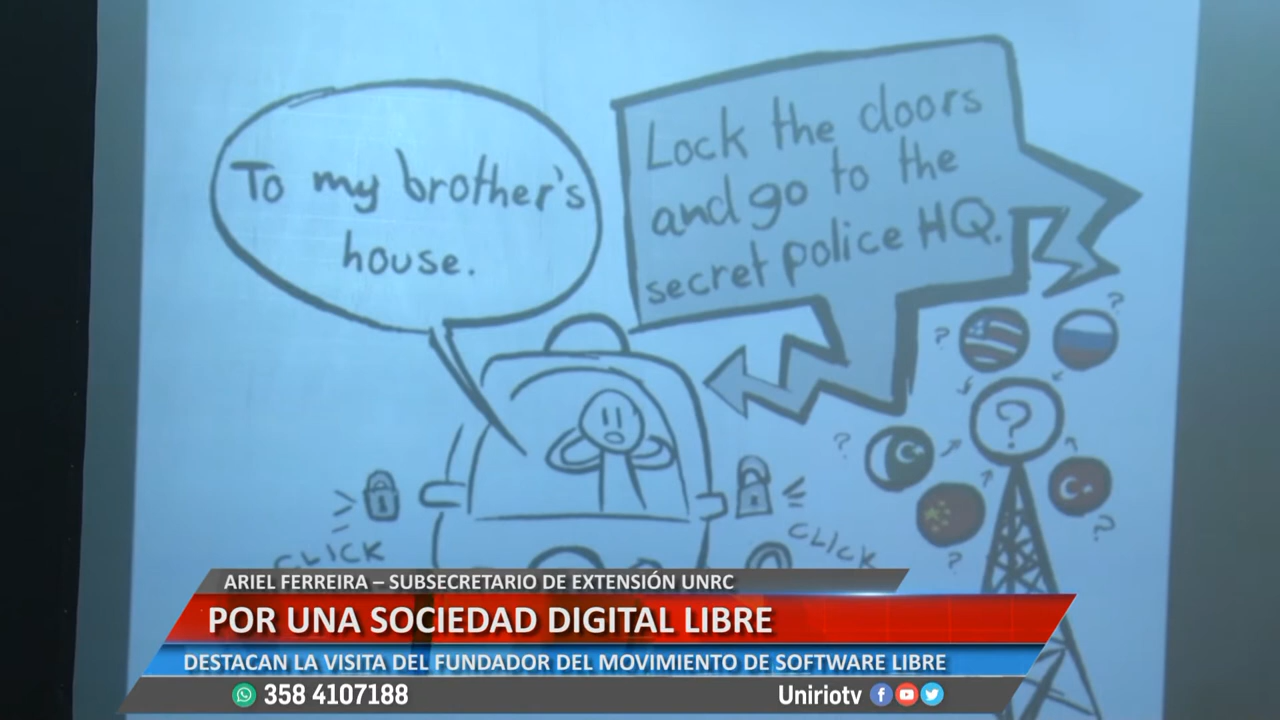 To my brother's
house.
Lock the doors
and go to the
secret police HQ.
?
?
?
?
?
?
CLICK
CLICK
ARIEL FERREIRA – SUBSECRETARIO DE EXTENSIÓN UNRC
POR UNA SOCIEDAD DIGITAL LIBRE
DESTACAN LA VISITA DEL FUNDADOR DEL MOVIMIENTO DE SOFTWARE LIBRE
358 4107188
Uniriotv